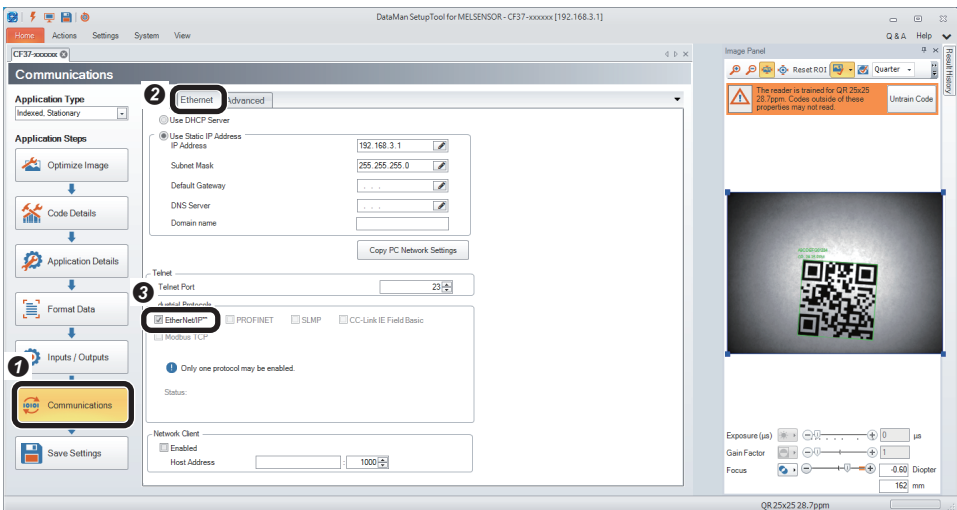 DataMan SetupTool for MELSENSOR - CF37-xxxxxx [192.168.3.1]
Home Actions Settings System View Q & A Help
CF37-xxxxxx
Communications
Application Type
Indexed, Stationary
Application Steps
Optimize Image
Code Details
Application Details
Format Data
Inputs / Outputs
1
Communications
Save Settings
2
Ethernet Advanced
Use DHCP Server
Use Static IP Address
IP Address 192.168.3.1
Subnet Mask 255.255.255.0
Default Gateway . . .
DNS Server . . .
Domain name
Copy PC Network Settings
Telnet
Telnet Port 23
3
dustrial Protocols
EtherNet/IP™ PROFINET SLMP CC-Link IE Field Basic
Modbus TCP
Only one protocol may be enabled.
Status:
Network Client
Enabled
Host Address : 1000
Image Panel
Reset ROI Quarter
The reader is trained for QR 25x25
28.7ppm. Codes outside of these
properties may not read.
Untrain Code
Result History
Exposure (µs) 0 µs
Gain Factor 1
Focus -0.60 Diopter
162 mm
QR 25x25 28.7ppm